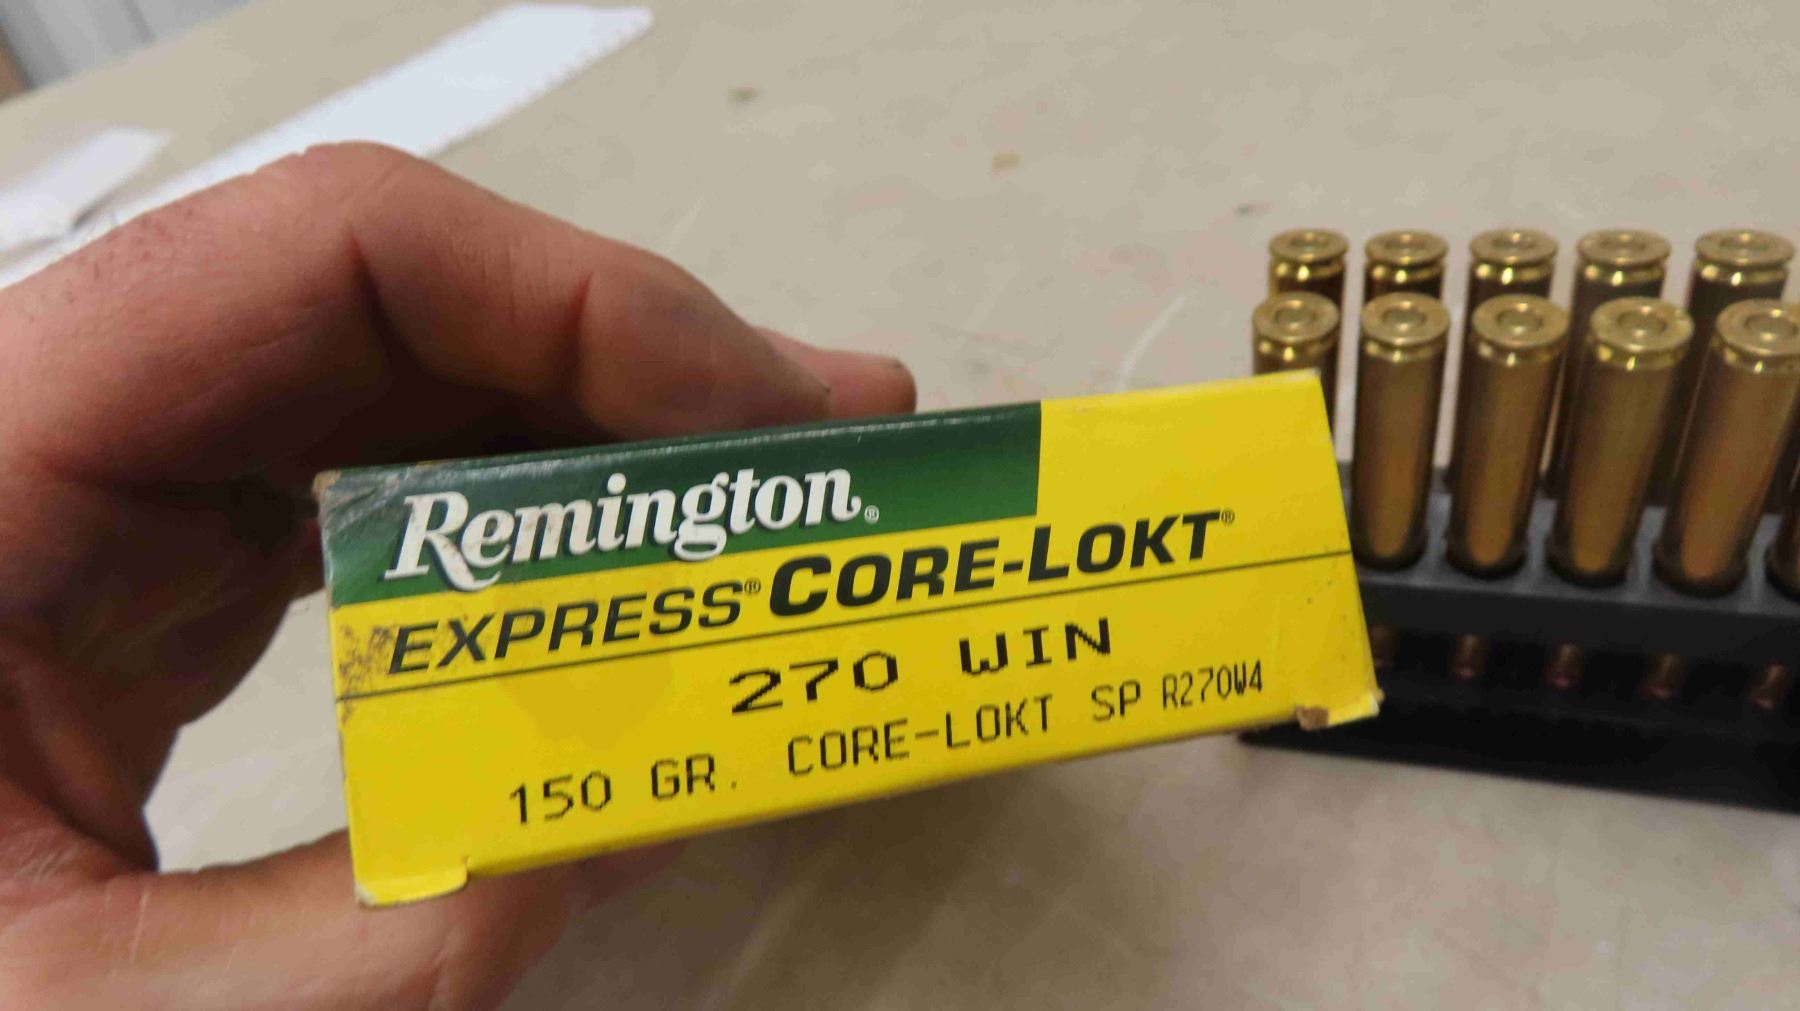 Remington®
EXPRESS® CORE-LOKT®
270 WIN
150 GR. CORE-LOKT SP R270W4